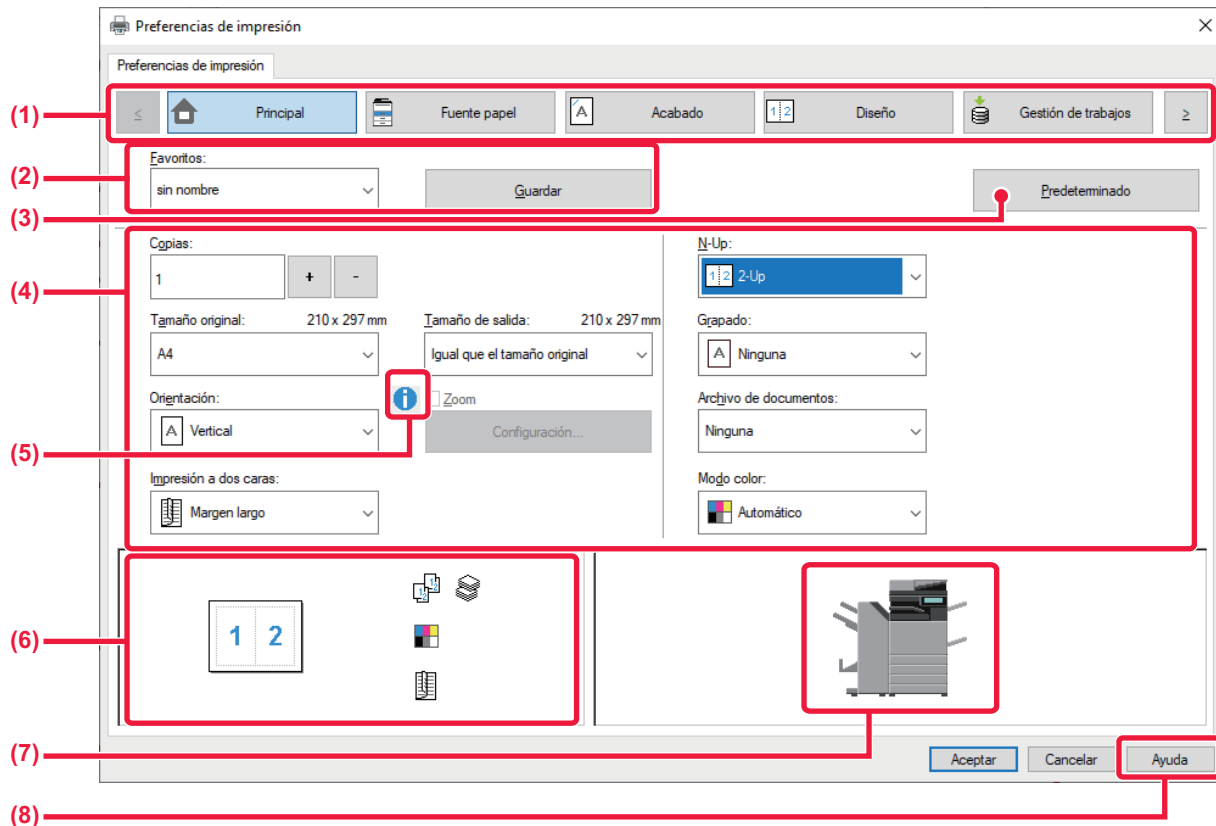 Preferencias de impresión
Preferencias de impresión
(1)
≤ Principal Fuente papel Acabado Diseño Gestión de trabajos ≥
(2)
Favoritos:
sin nombre Guardar
(3)
Predeterminado
(4)
Copias:
1 + -
Tamaño original: 210 x 297 mm
A4
Tamaño de salida: 210 x 297 mm
Igual que el tamaño original
Orientación:
A Vertical
Zoom
Configuración...
(5)
Impresión a dos caras:
Margen largo
N-Up:
1 2 2-Up
Grapado:
A Ninguna
Archivo de documentos:
Ninguna
Modo color:
Automático
(6)
1 2
(7)
Aceptar Cancelar Ayuda
(8)